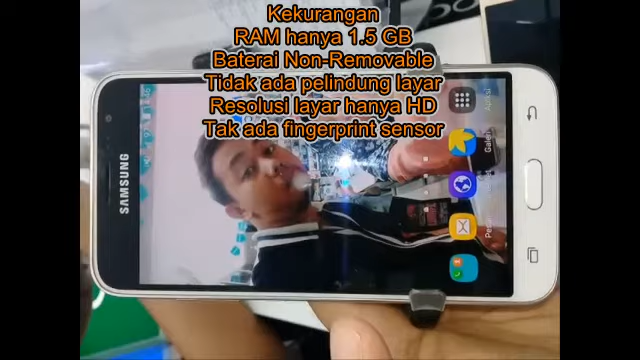 Kekurangan
RAM hanya 1.5 GB
Baterai Non-Removable
Tidak ada pelindung layar
Resolusi layar hanya HD
Tak ada fingerprint sensor
SAMSUNG